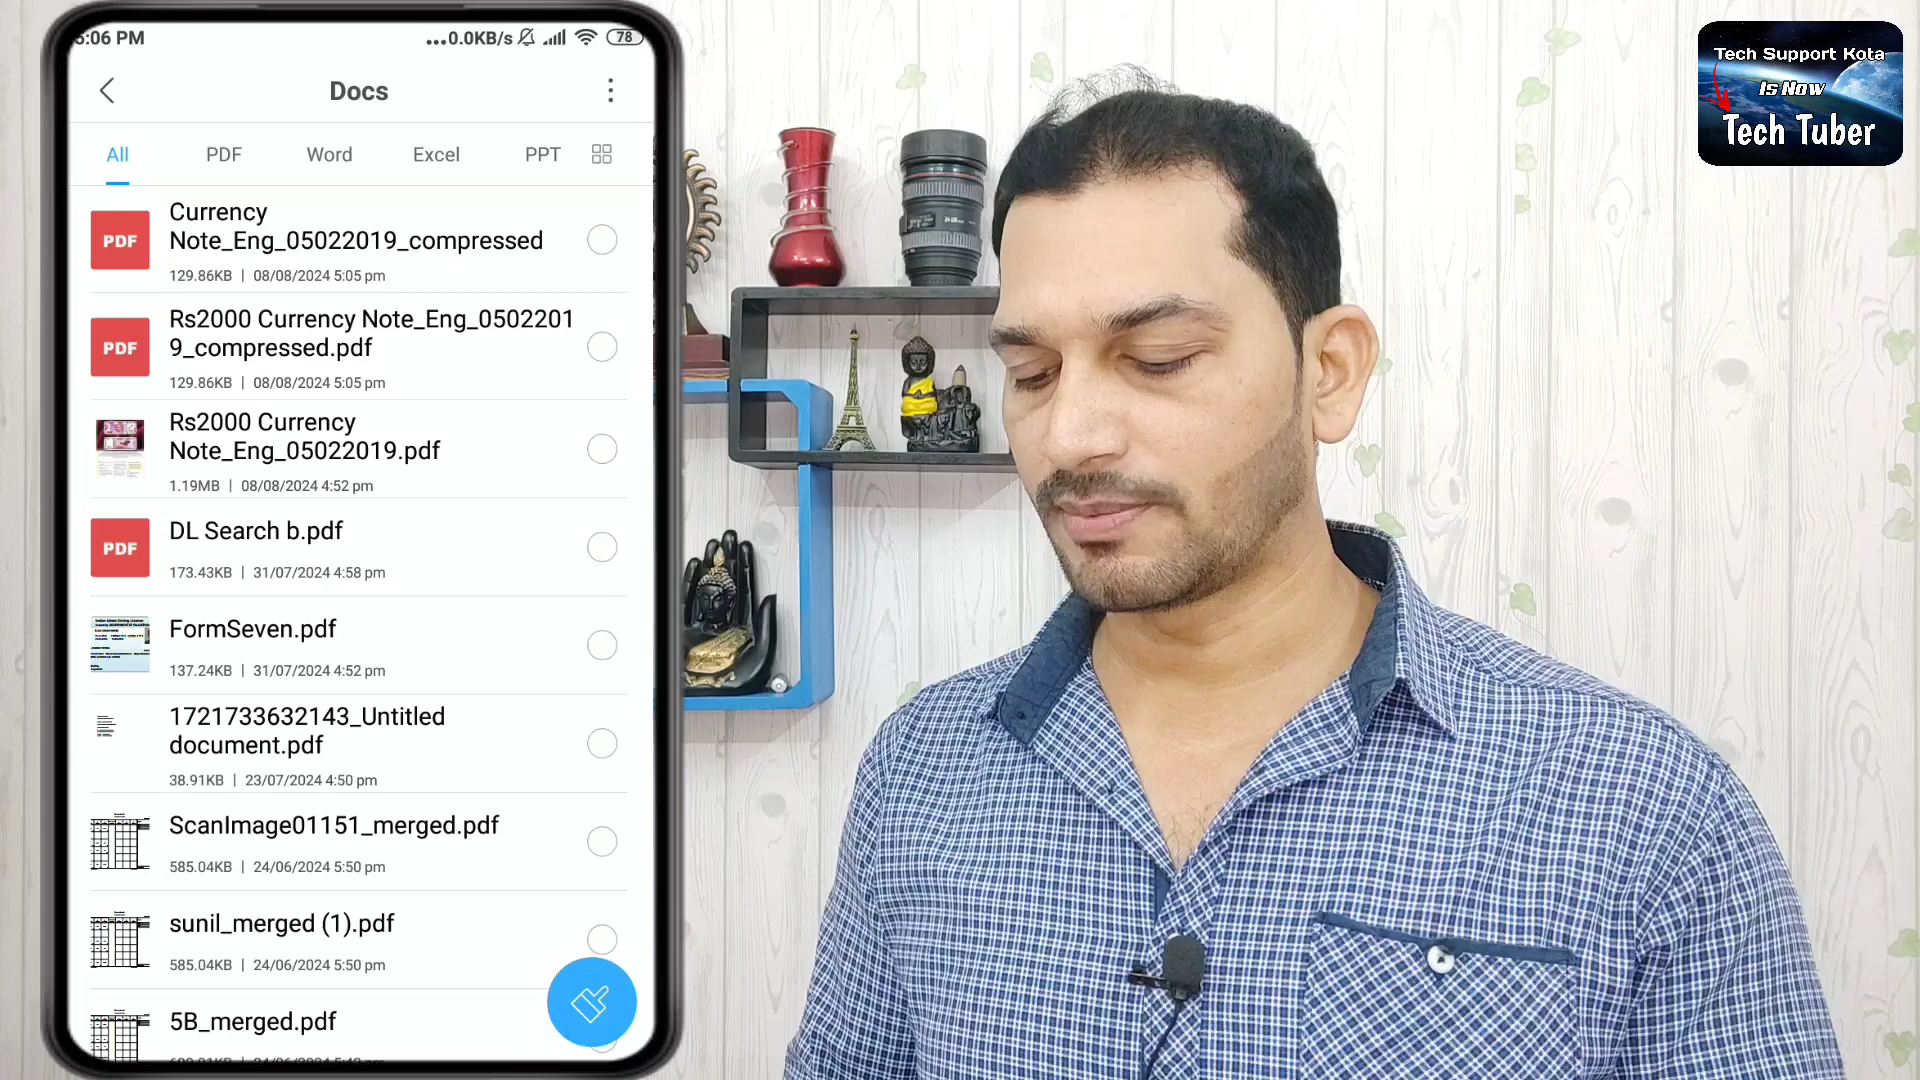 5:06 PM
...0.0KB/s
78
Docs
All PDF Word Excel PPT
PDF
Currency
Note_Eng_05022019_compressed
129.86KB | 08/08/2024 5:05 pm
PDF
Rs2000 Currency Note_Eng_0502201
9_compressed.pdf
129.86KB | 08/08/2024 5:05 pm
Rs2000 Currency
Note_Eng_05022019.pdf
1.19MB | 08/08/2024 4:52 pm
PDF
DL Search b.pdf
173.43KB | 31/07/2024 4:58 pm
FormSeven.pdf
137.24KB | 31/07/2024 4:52 pm
1721733632143_Untitled
document.pdf
38.91KB | 23/07/2024 4:50 pm
ScanImage01151_merged.pdf
585.04KB | 24/06/2024 5:50 pm
sunil_merged (1).pdf
585.04KB | 24/06/2024 5:50 pm
5B_merged.pdf
Tech Support Kota
Is Now
Tech Tuber